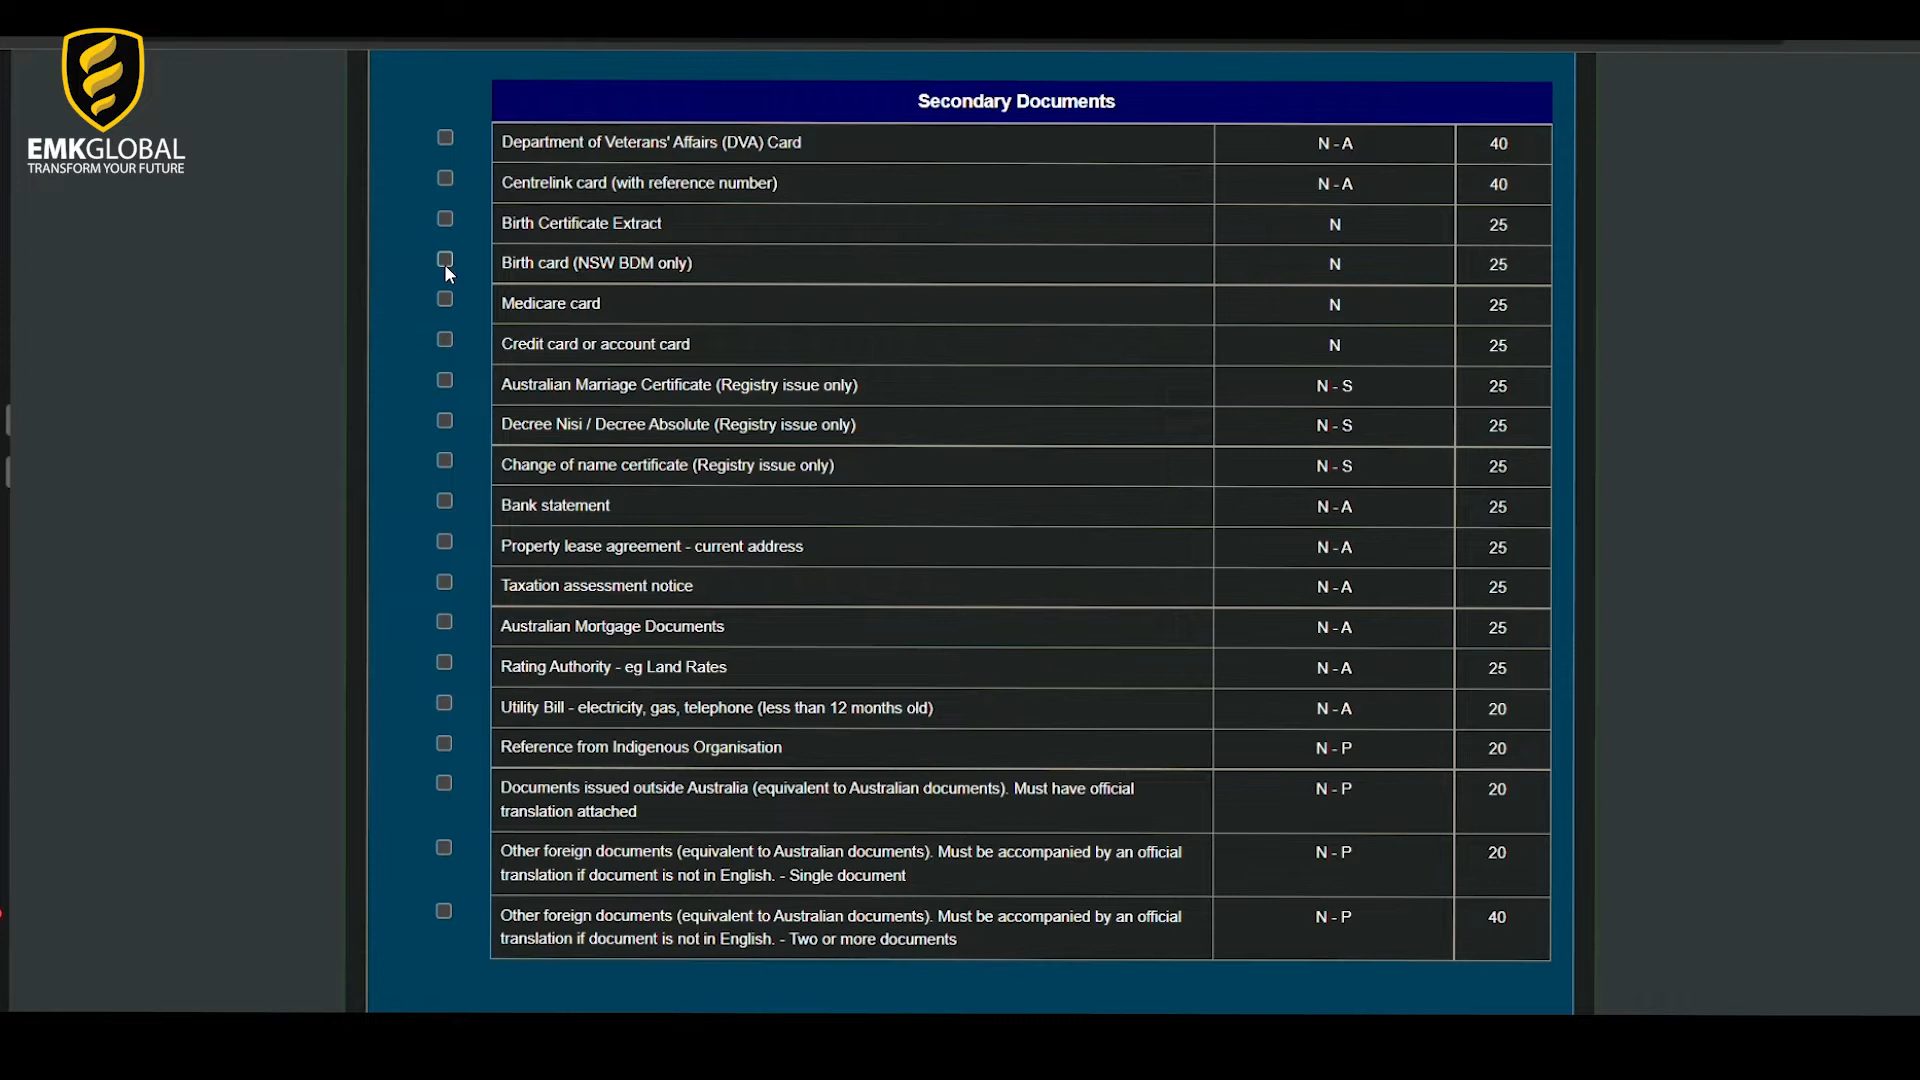 EMKGLOBAL
TRANSFORM YOUR FUTURE
Secondary Documents
Department of Veterans' Affairs (DVA) Card N - A 40
Centrelink card (with reference number) N - A 40
Birth Certificate Extract N 25
Birth card (NSW BDM only) N 25
Medicare card N 25
Credit card or account card N 25
Australian Marriage Certificate (Registry issue only) N - S 25
Decree Nisi / Decree Absolute (Registry issue only) N - S 25
Change of name certificate (Registry issue only) N - S 25
Bank statement N - A 25
Property lease agreement - current address N - A 25
Taxation assessment notice N - A 25
Australian Mortgage Documents N - A 25
Rating Authority - eg Land Rates N - A 25
Utility Bill - electricity, gas, telephone (less than 12 months old) N - A 20
Reference from Indigenous Organisation N - P 20
Documents issued outside Australia (equivalent to Australian documents). Must have official N - P 20
translation attached
Other foreign documents (equivalent to Australian documents). Must be accompanied by an official N - P 20
translation if document is not in English. - Single document
Other foreign documents (equivalent to Australian documents). Must be accompanied by an official N - P 40
translation if document is not in English. - Two or more documents